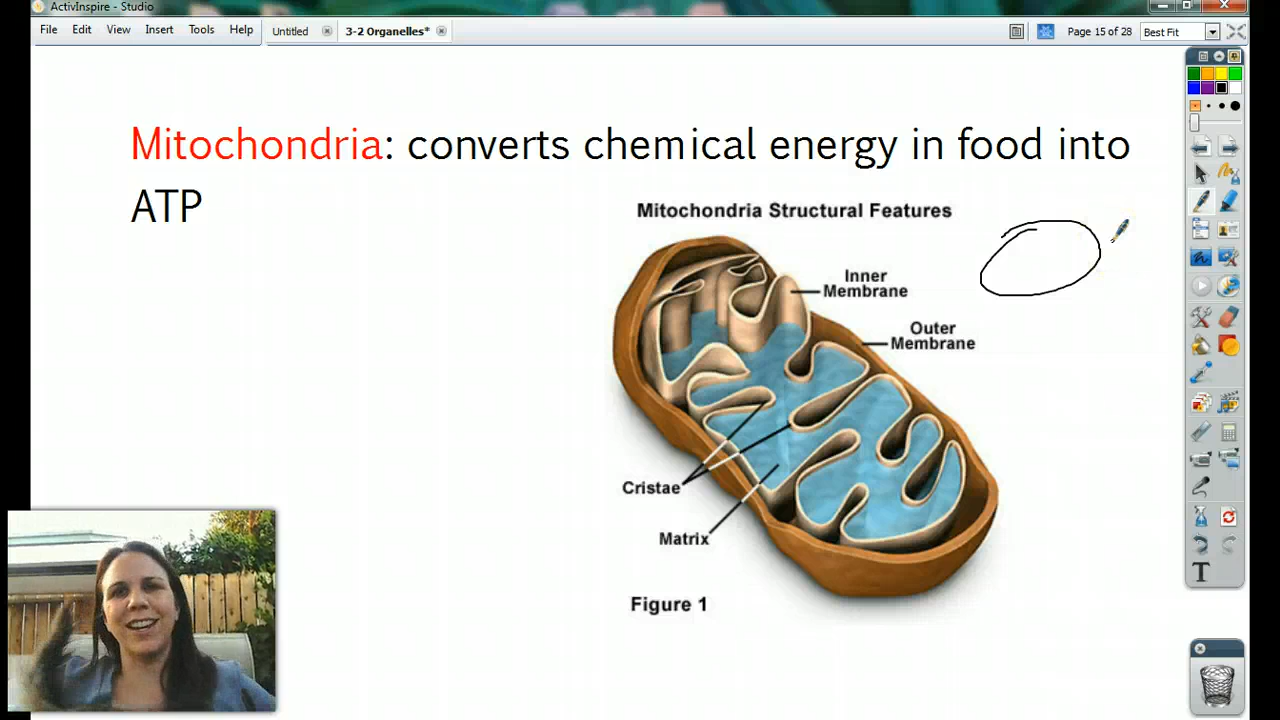 ActivInspire - Studio
File Edit View Insert Tools Help Untitled 3-2 Organelles* Page 15 of 28 Best Fit
Mitochondria: converts chemical energy in food into
ATP
Mitochondria Structural Features
Inner
Membrane
Outer
Membrane
Cristae
Matrix
Figure 1
T